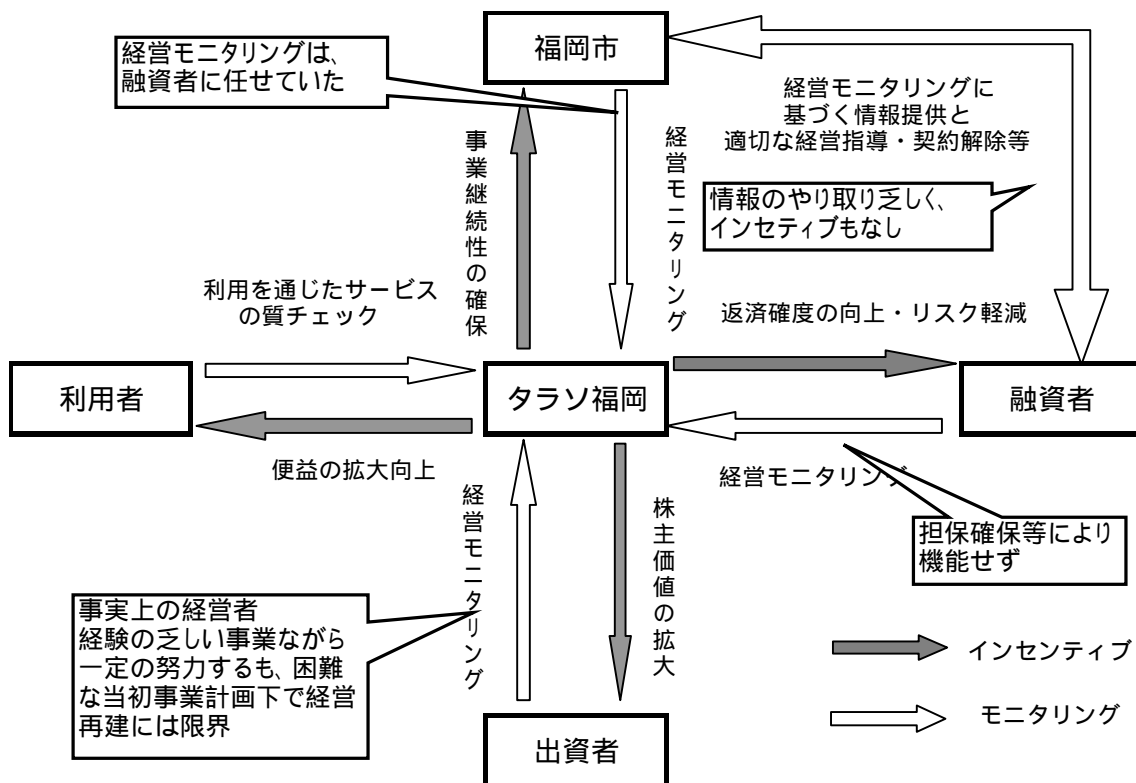 福岡市
経営モニタリングは、
融資者に任せていた
経営モニタリングに
基づく情報提供と
適切な経営指導・契約解除等
事業継続性の確保
経営モニタリング
情報のやり取り乏しく、
インセティブもなし
利用を通じたサービス
の質チェック
返済確度の向上・リスク軽減
利用者
タラソ福岡
融資者
便益の拡大向上
経営モニタリング
経営モニタリング
株主価値の拡大
担保確保等により
機能せず
事実上の経営者
経験の乏しい事業ながら
一定の努力するも、困難
な当初事業計画下で経営
再建には限界
インセンティブ
モニタリング
出資者